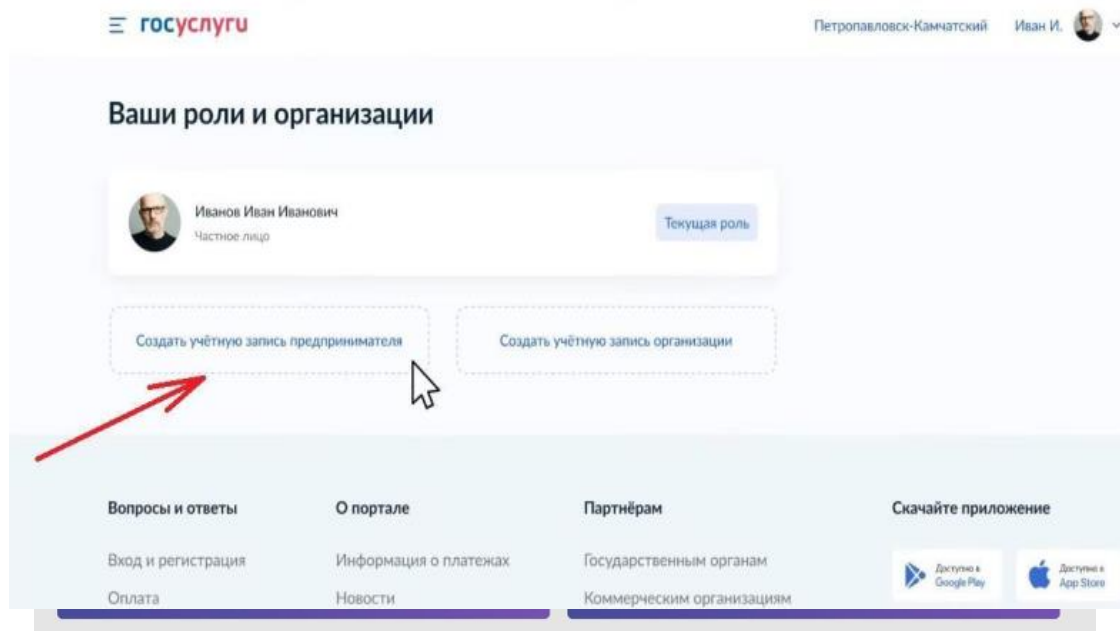 госуслуги
Петропавловск-Камчатский Иван И.
Ваши роли и организации
Иванов Иван Иванович
Частное лицо
Текущая роль
Создать учётную запись предпринимателя
Создать учётную запись организации
Вопросы и ответы
О портале
Партнёрам
Скачайте приложение
Вход и регистрация
Информация о платежах
Государственным органам
Доступно в
Google Play
Доступно в
App Store
Оплата
Новости
Коммерческим организациям